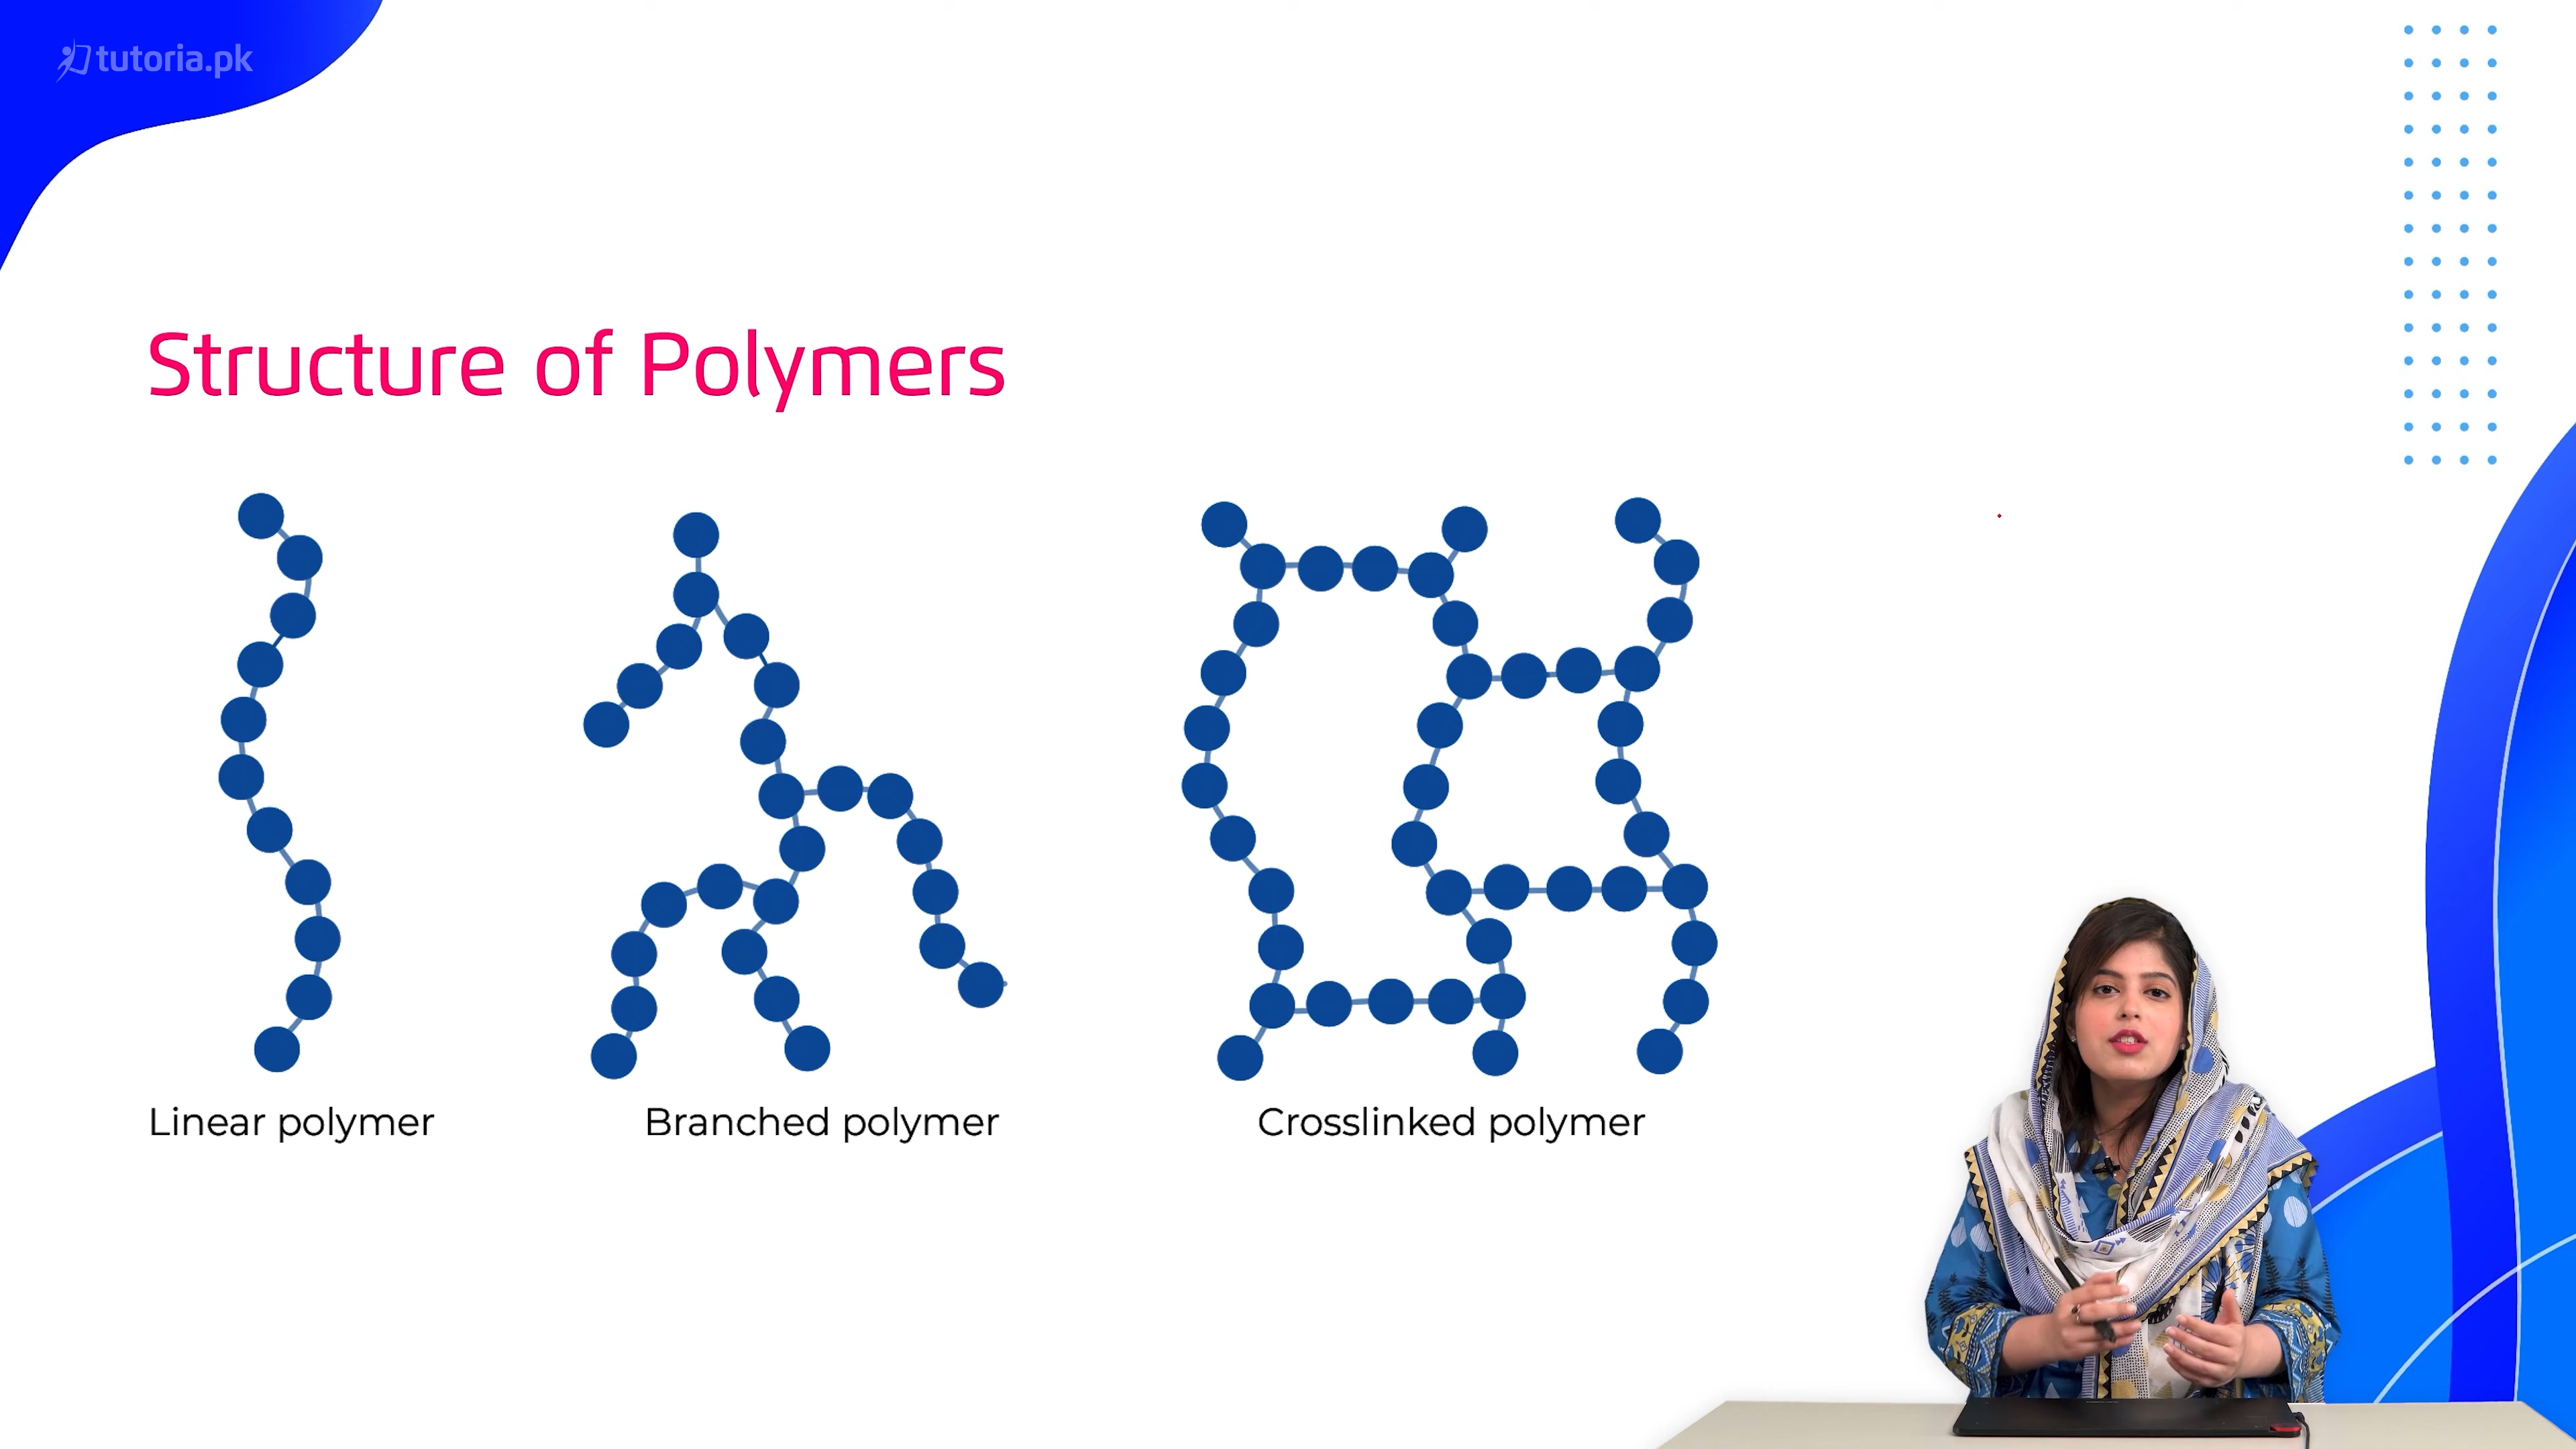 tutoria.pk
Structure of Polymers
Linear polymer
Branched polymer
Crosslinked polymer